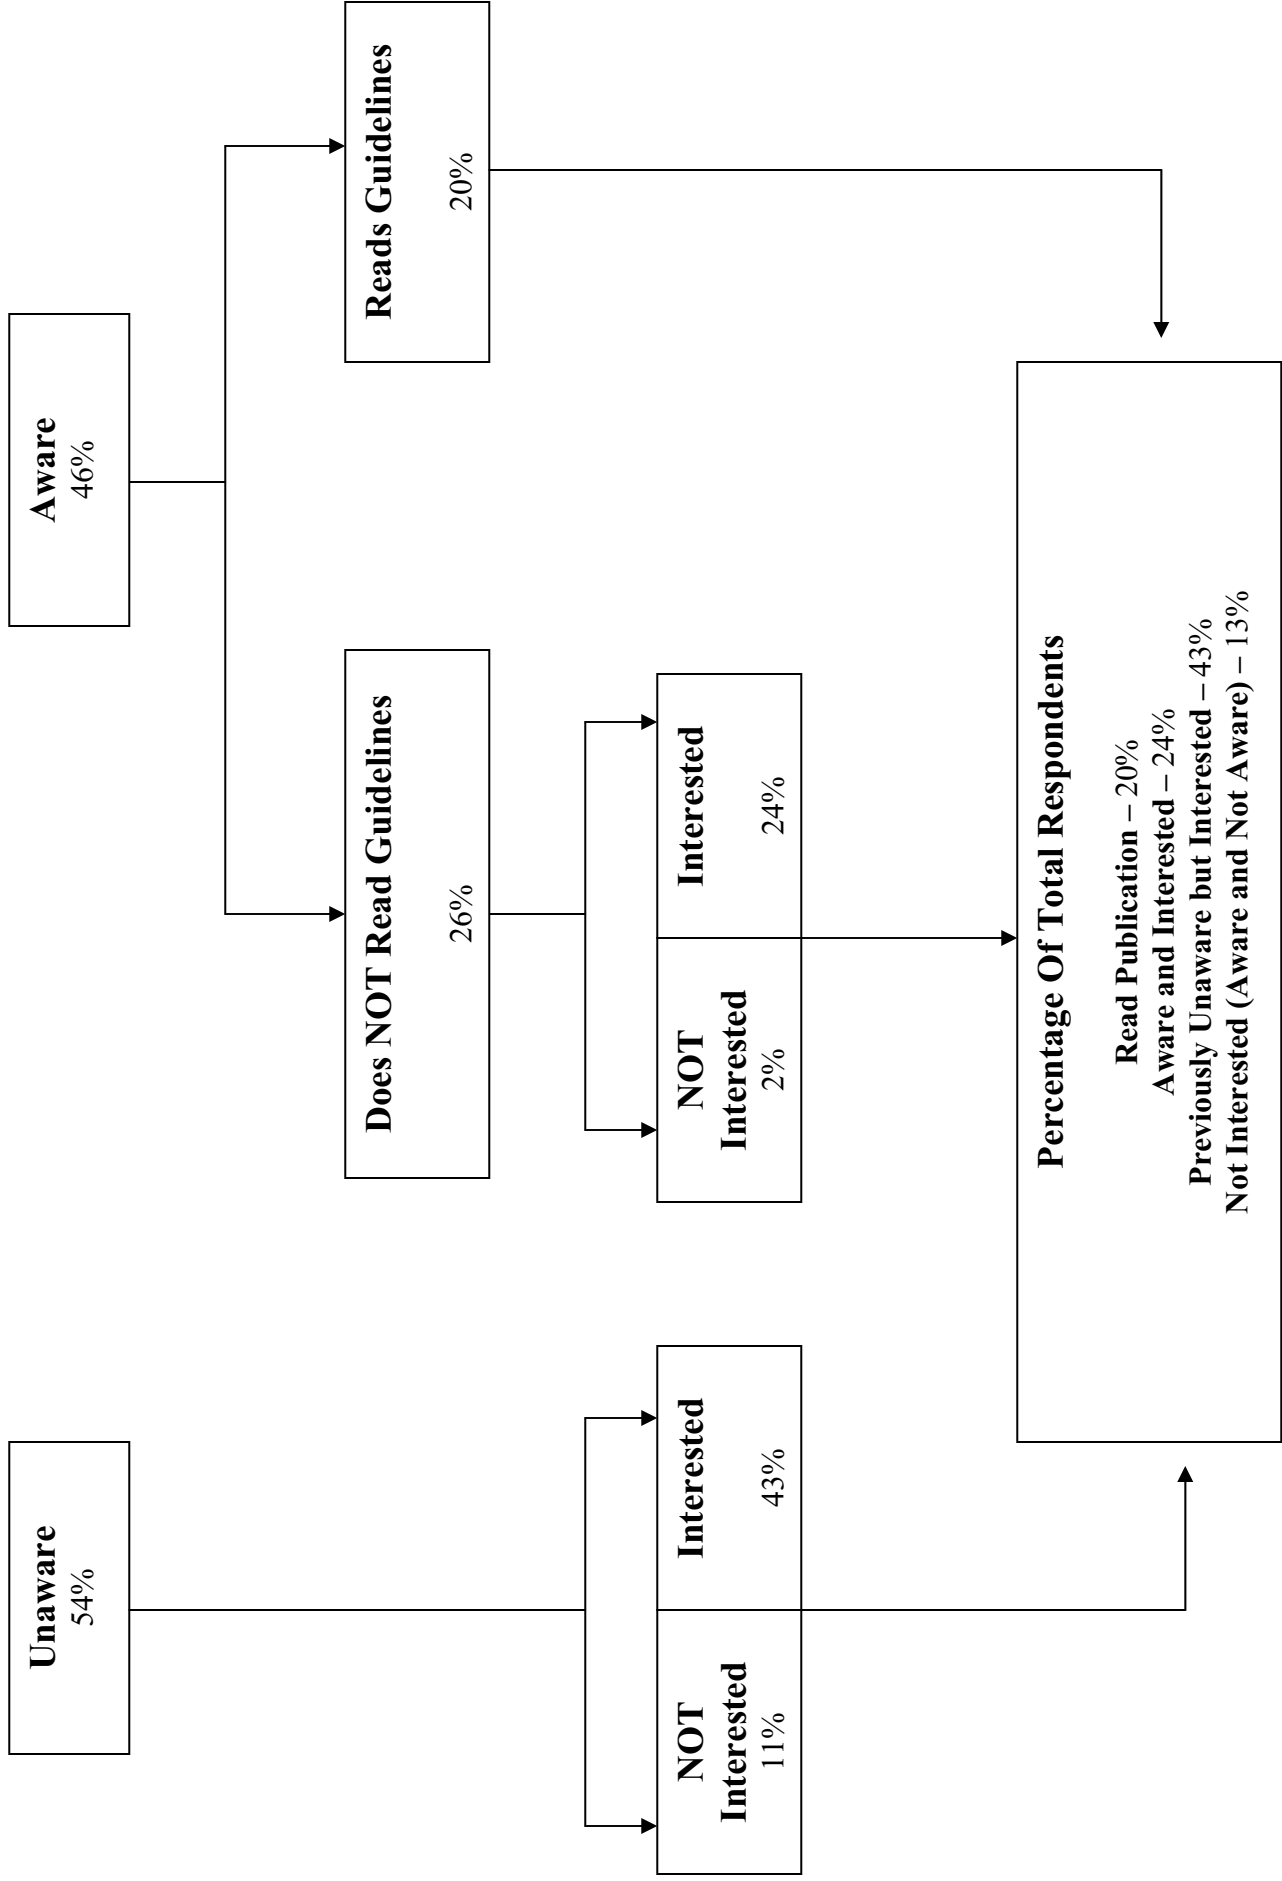 Unaware
54%
Aware
46%
Does NOT Read Guidelines
26%
Reads Guidelines
20%
NOT
Interested
11%
Interested
43%
NOT
Interested
2%
Interested
24%
Percentage Of Total Respondents
Read Publication – 20%
Aware and Interested – 24%
Previously Unaware but Interested – 43%
Not Interested (Aware and Not Aware) – 13%